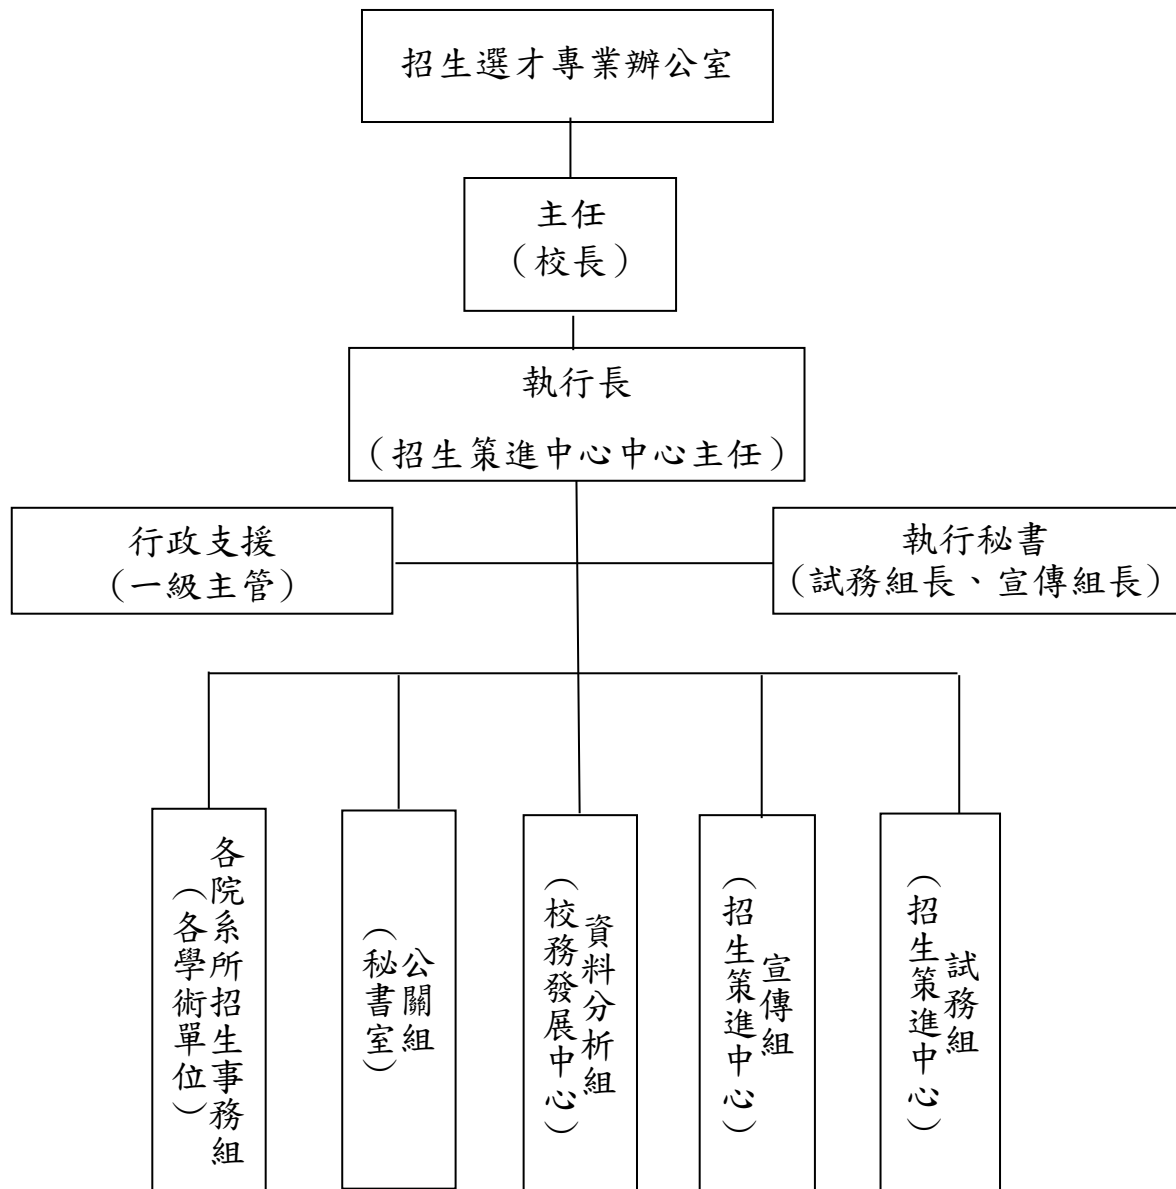 招生選才專業辦公室
主任
（校長）
執行長
（招生策進中心中心主任）
行政支援
(一級主管)
執行秘書
(試務組長、宣傳組長)
各院系所招生事務組
（各學術單位）
公關組
（秘書室）
資料分析組
（校務發展中心）
宣傳組
（招生策進中心）
試務組
（招生策進中心）